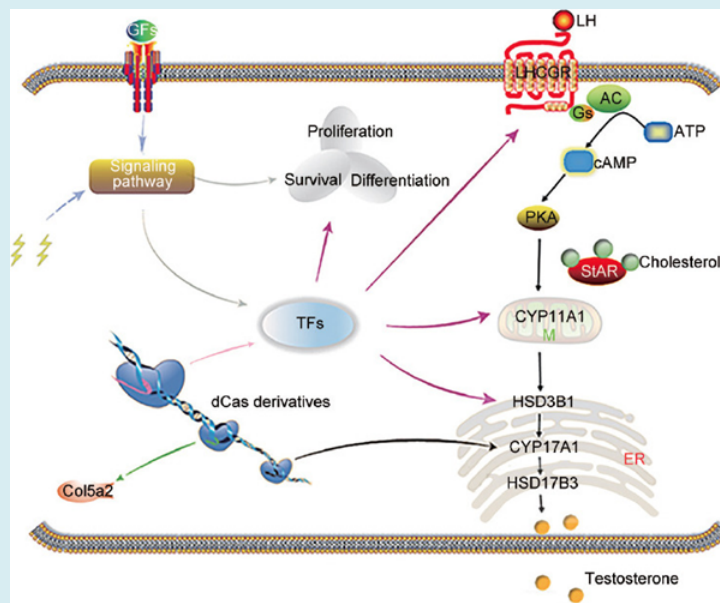 GFs
LH
LHCGR
AC
Gs
ATP
cAMP
Proliferation
Survival
Differentiation
Signaling
pathway
PKA
StAR
Cholesterol
TFs
CYP11A1
M
dCas derivatives
HSD3B1
CYP17A1
ER
HSD17B3
Col5a2
Testosterone